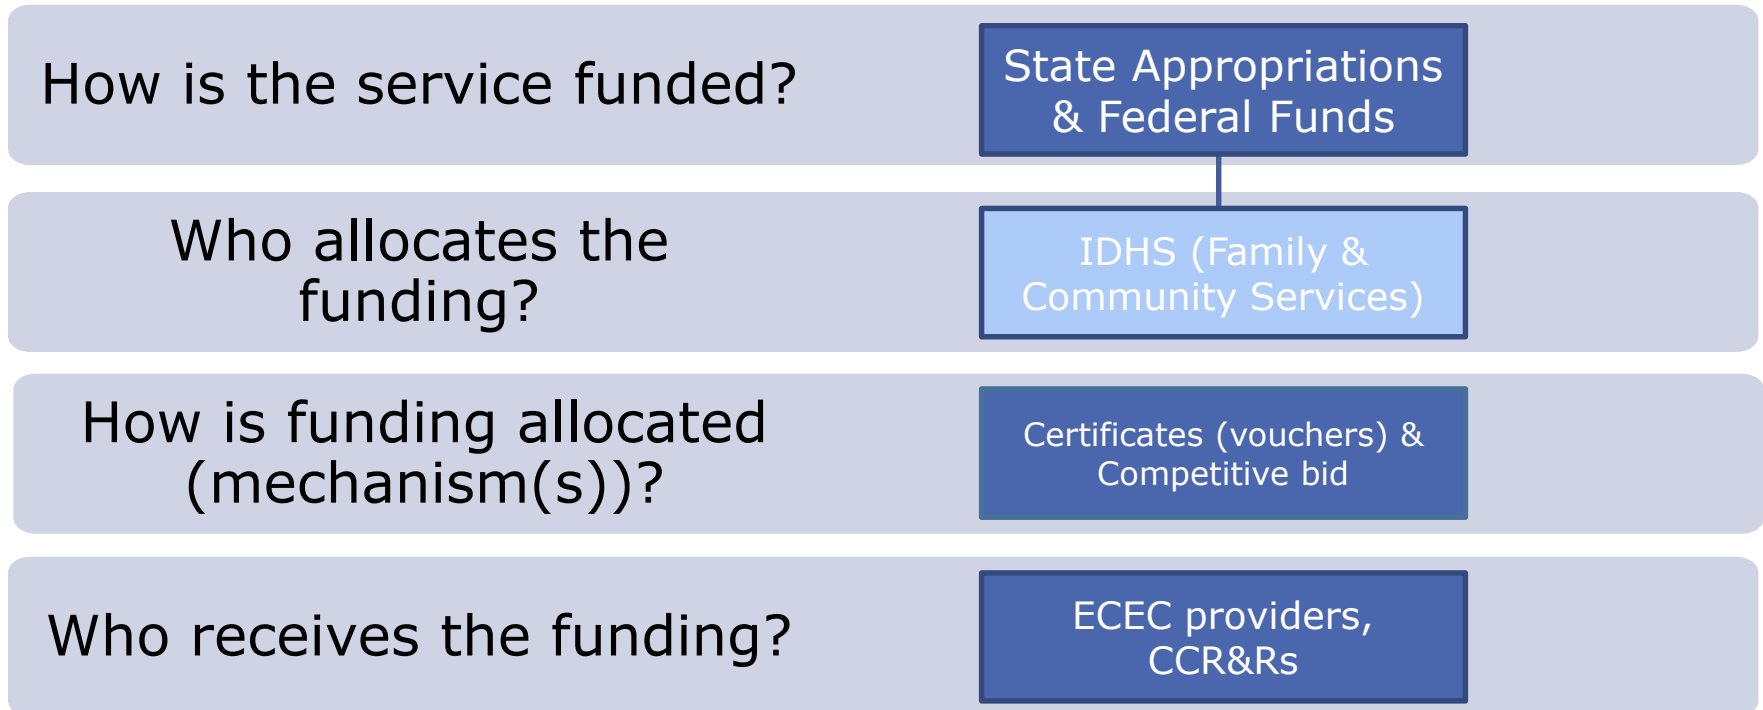 How is the service funded?
State Appropriations
& Federal Funds
Who allocates the
funding?
IDHS (Family &
Community Services)
How is funding allocated
(mechanism(s))?
Certificates (vouchers) &
Competitive bid
Who receives the funding?
ECEC providers,
CCR&Rs